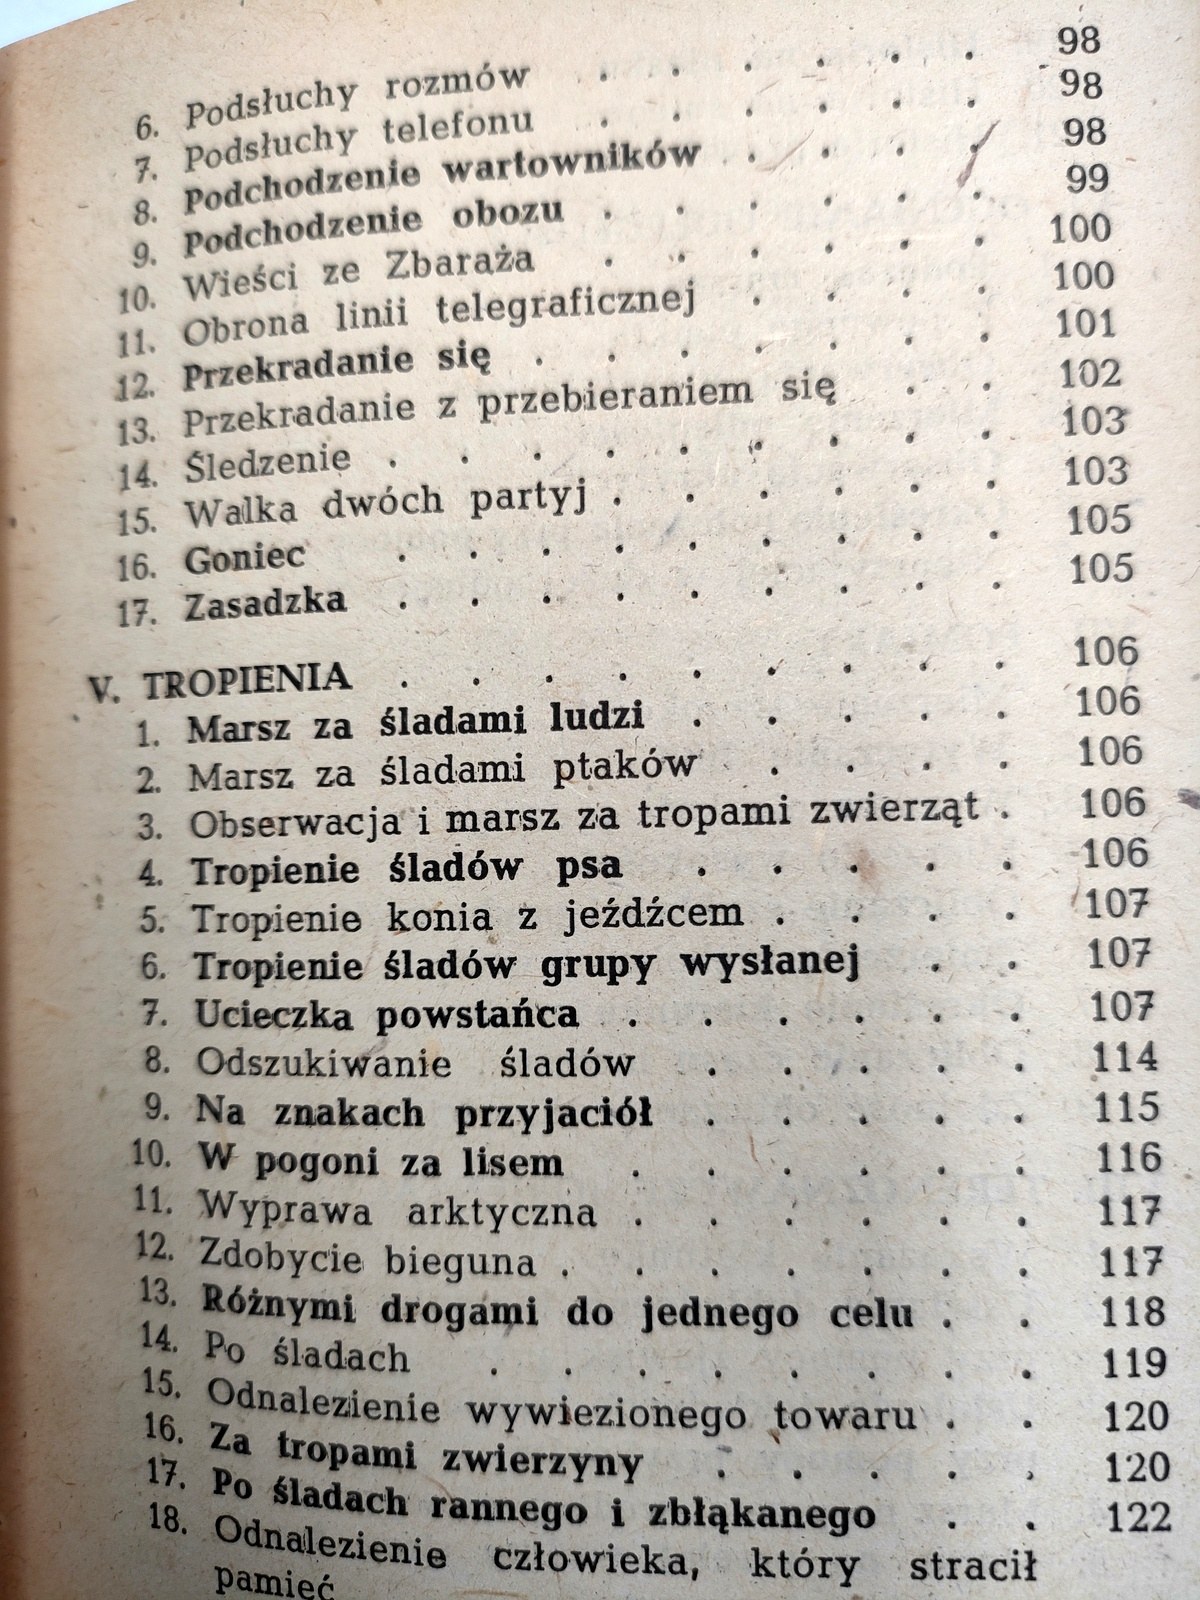 6. Podsłuchy rozmów . . . . . . 98
7. Podsłuchy telefonu . . . . . . 98
8. Podchodzenie wartowników . . . . 98
9. Podchodzenie obozu . . . . . . 99
10. Wieści ze Zbaraża . . . . . . 100
11. Obrona linii telegraficznej . . . . 100
12. Przekradanie się . . . . . . . 101
13. Przekradanie z przebieraniem się . . 102
14. Śledzenie . . . . . . . . . 103
15. Walka dwóch partyj . . . . . . 103
16. Goniec . . . . . . . . . 105
17. Zasadzka . . . . . . . . . 105
V. TROPIENIA . . . . . . . . . 106
1. Marsz za śladami ludzi . . . . . 106
2. Marsz za śladami ptaków . . . . 106
3. Obserwacja i marsz za tropami zwierząt . 106
4. Tropienie śladów psa . . . . . 106
5. Tropienie konia z jeźdźcem . . . . 107
6. Tropienie śladów grupy wysłanej . . 107
7. Ucieczka powstańca . . . . . . 107
8. Odszukiwanie śladów . . . . . 114
9. Na znakach przyjaciół . . . . . 115
10. W pogoni za lisem . . . . . . 116
11. Wyprawa arktyczna . . . . . . 117
12. Zdobycie bieguna . . . . . . . 117
13. Różnymi drogami do jednego celu . . 118
14. Po śladach . . . . . . . . 119
15. Odnalezienie wywiezionego towaru . . 120
16. Za tropami zwierzyny . . . . . 120
17. Po śladach rannego i zbłąkanego . . 122
18. Odnalezienie człowieka, który stracił
pamięć